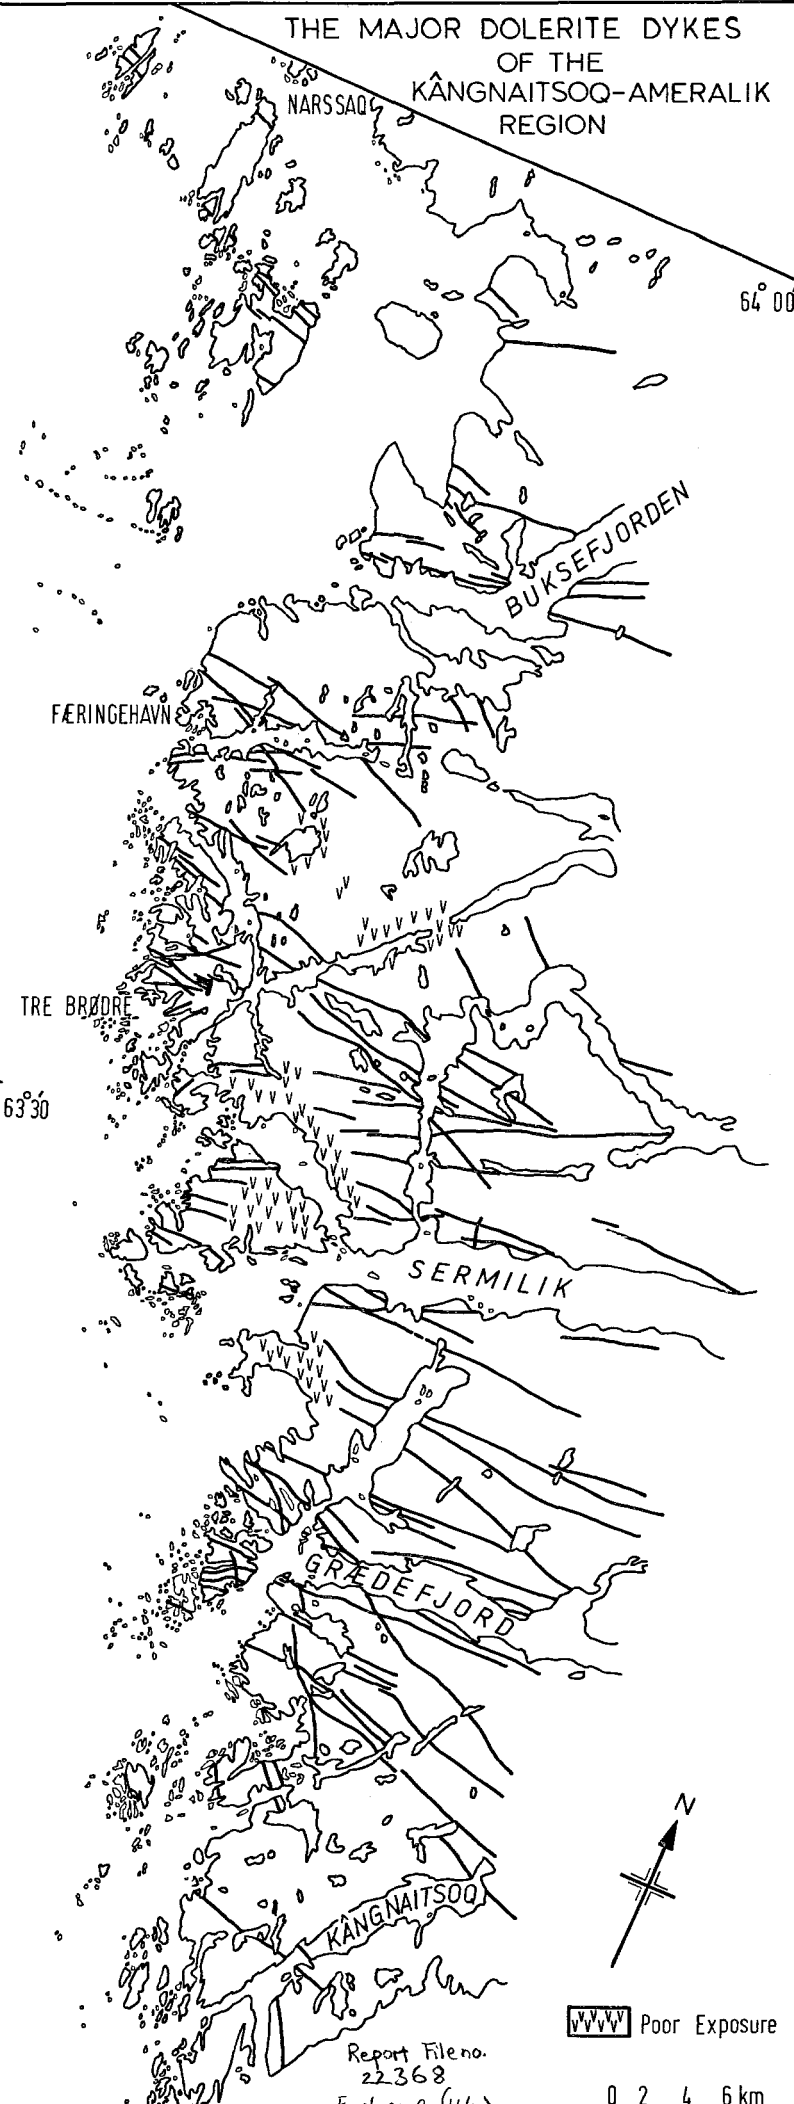 THE MAJOR DOLERITE DYKES
OF THE
KÂNGNAITSOQ-AMERALIK
REGION
NARSSAQ
64° 00'
BUKSEFJORDEN
FÆRINGEHAVN
TRE BRØDRE
63°30'
SERMILIK
GRÆDEFJORD
KÂNGNAITSOQ
N
Poor Exposure
Report File no.
22368
0 2 4 6 km